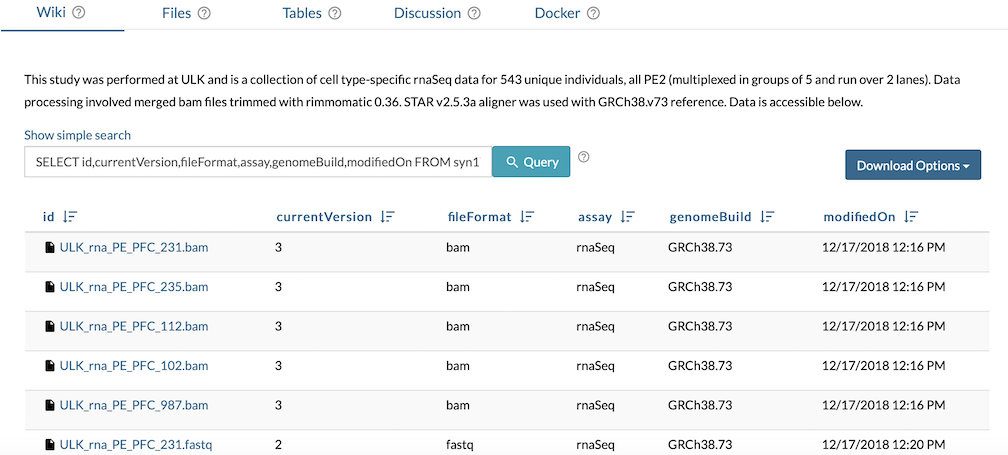 Wiki ? Files ? Tables ? Discussion ? Docker ?
This study was performed at ULK and is a collection of cell type-specific rnaSeq data for 543 unique individuals, all PE2 (multiplexed in groups of 5 and run over 2 lanes). Data
processing involved merged bam files trimmed with rimmomatic 0.36. STAR v2.5.3a aligner was used with GRCh38.v73 reference. Data is accessible below.
Show simple search
SELECT id,currentVersion,fileFormat,assay,genomeBuild,modifiedOn FROM syn1 Query ? Download Options
id currentVersion fileFormat assay genomeBuild modifiedOn
ULK_rna_PE_PFC_231.bam 3 bam rnaSeq GRCh38.73 12/17/2018 12:16 PM
ULK_rna_PE_PFC_235.bam 3 bam rnaSeq GRCh38.73 12/17/2018 12:16 PM
ULK_rna_PE_PFC_112.bam 3 bam rnaSeq GRCh38.73 12/17/2018 12:16 PM
ULK_rna_PE_PFC_102.bam 3 bam rnaSeq GRCh38.73 12/17/2018 12:16 PM
ULK_rna_PE_PFC_987.bam 3 bam rnaSeq GRCh38.73 12/17/2018 12:16 PM
ULK_rna_PE_PFC_231.fastq 2 fastq rnaSeq GRCh38.73 12/17/2018 12:20 PM